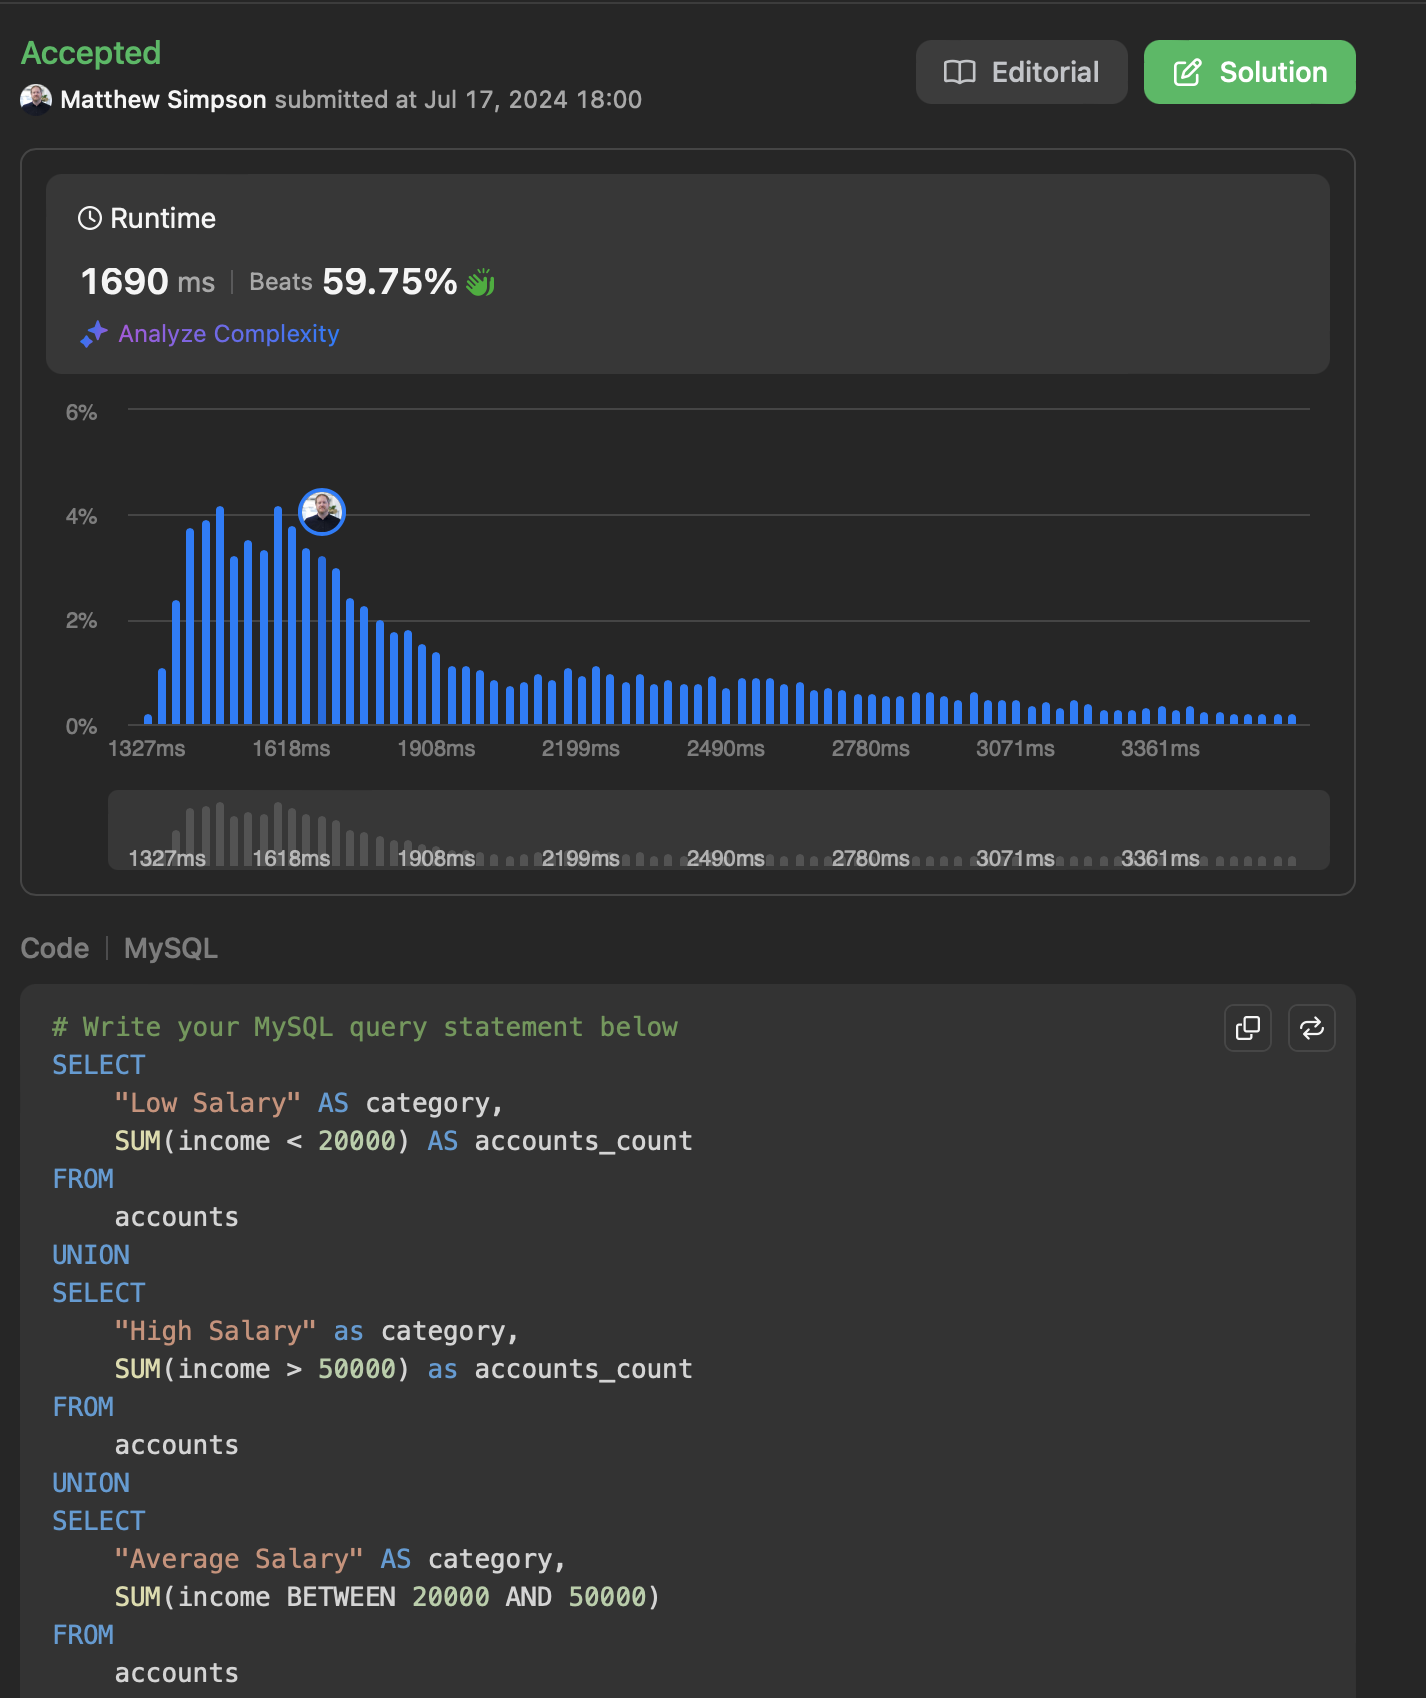 Accepted
Editorial
Solution
Matthew Simpson submitted at Jul 17, 2024 18:00
Runtime
1690 ms | Beats 59.75%
Analyze Complexity
6%
4%
2%
0%
1327ms 1618ms 1908ms 2199ms 2490ms 2780ms 3071ms 3361ms
1327ms 1618ms 1908ms 2199ms 2490ms 2780ms 3071ms 3361ms
Code | MySQL
# Write your MySQL query statement below
SELECT
    "Low Salary" AS category,
    SUM(income < 20000) AS accounts_count
FROM
    accounts
UNION
SELECT
    "High Salary" as category,
    SUM(income > 50000) as accounts_count
FROM
    accounts
UNION
SELECT
    "Average Salary" AS category,
    SUM(income BETWEEN 20000 AND 50000)
FROM
    accounts